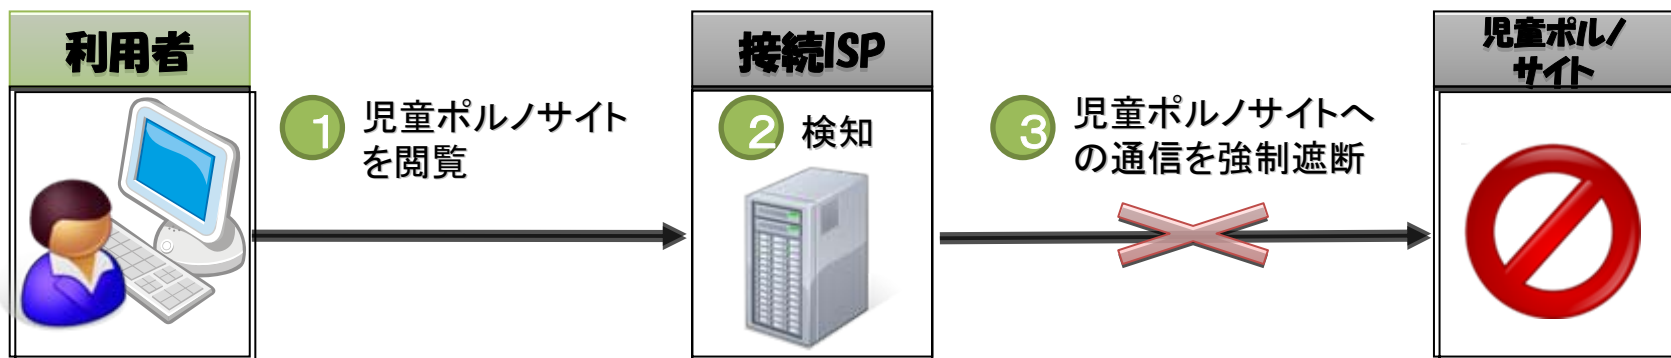 利用者
1 児童ポルノサイト
を閲覧
接続ISP
2 検知
3 児童ポルノサイトへ
の通信を強制遮断
児童ポルノ
サイト